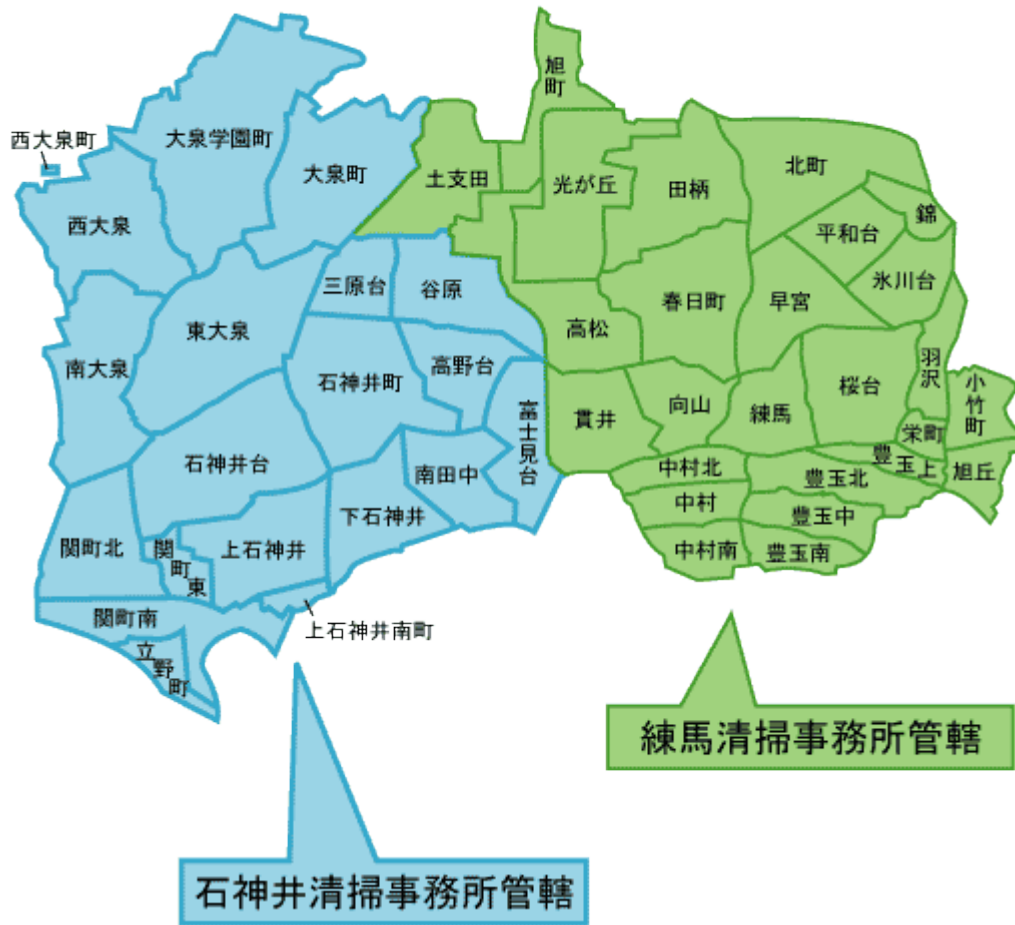 旭町
西大泉町
大泉学園町
大泉町
土支田
光が丘
田柄
北町
錦
平和台
氷川台
西大泉
三原台
谷原
春日町
早宮
東大泉
高松
南大泉
石神井町
高野台
羽沢
桜台
小竹町
富士見台
貫井
向山
練馬
栄町
石神井台
南田中
中村北
豊玉北
豊玉上
旭丘
下石神井
中村
豊玉中
関町北
関町東
上石神井
中村南
豊玉南
関町南
上石神井南町
立野町
練馬清掃事務所管轄
石神井清掃事務所管轄